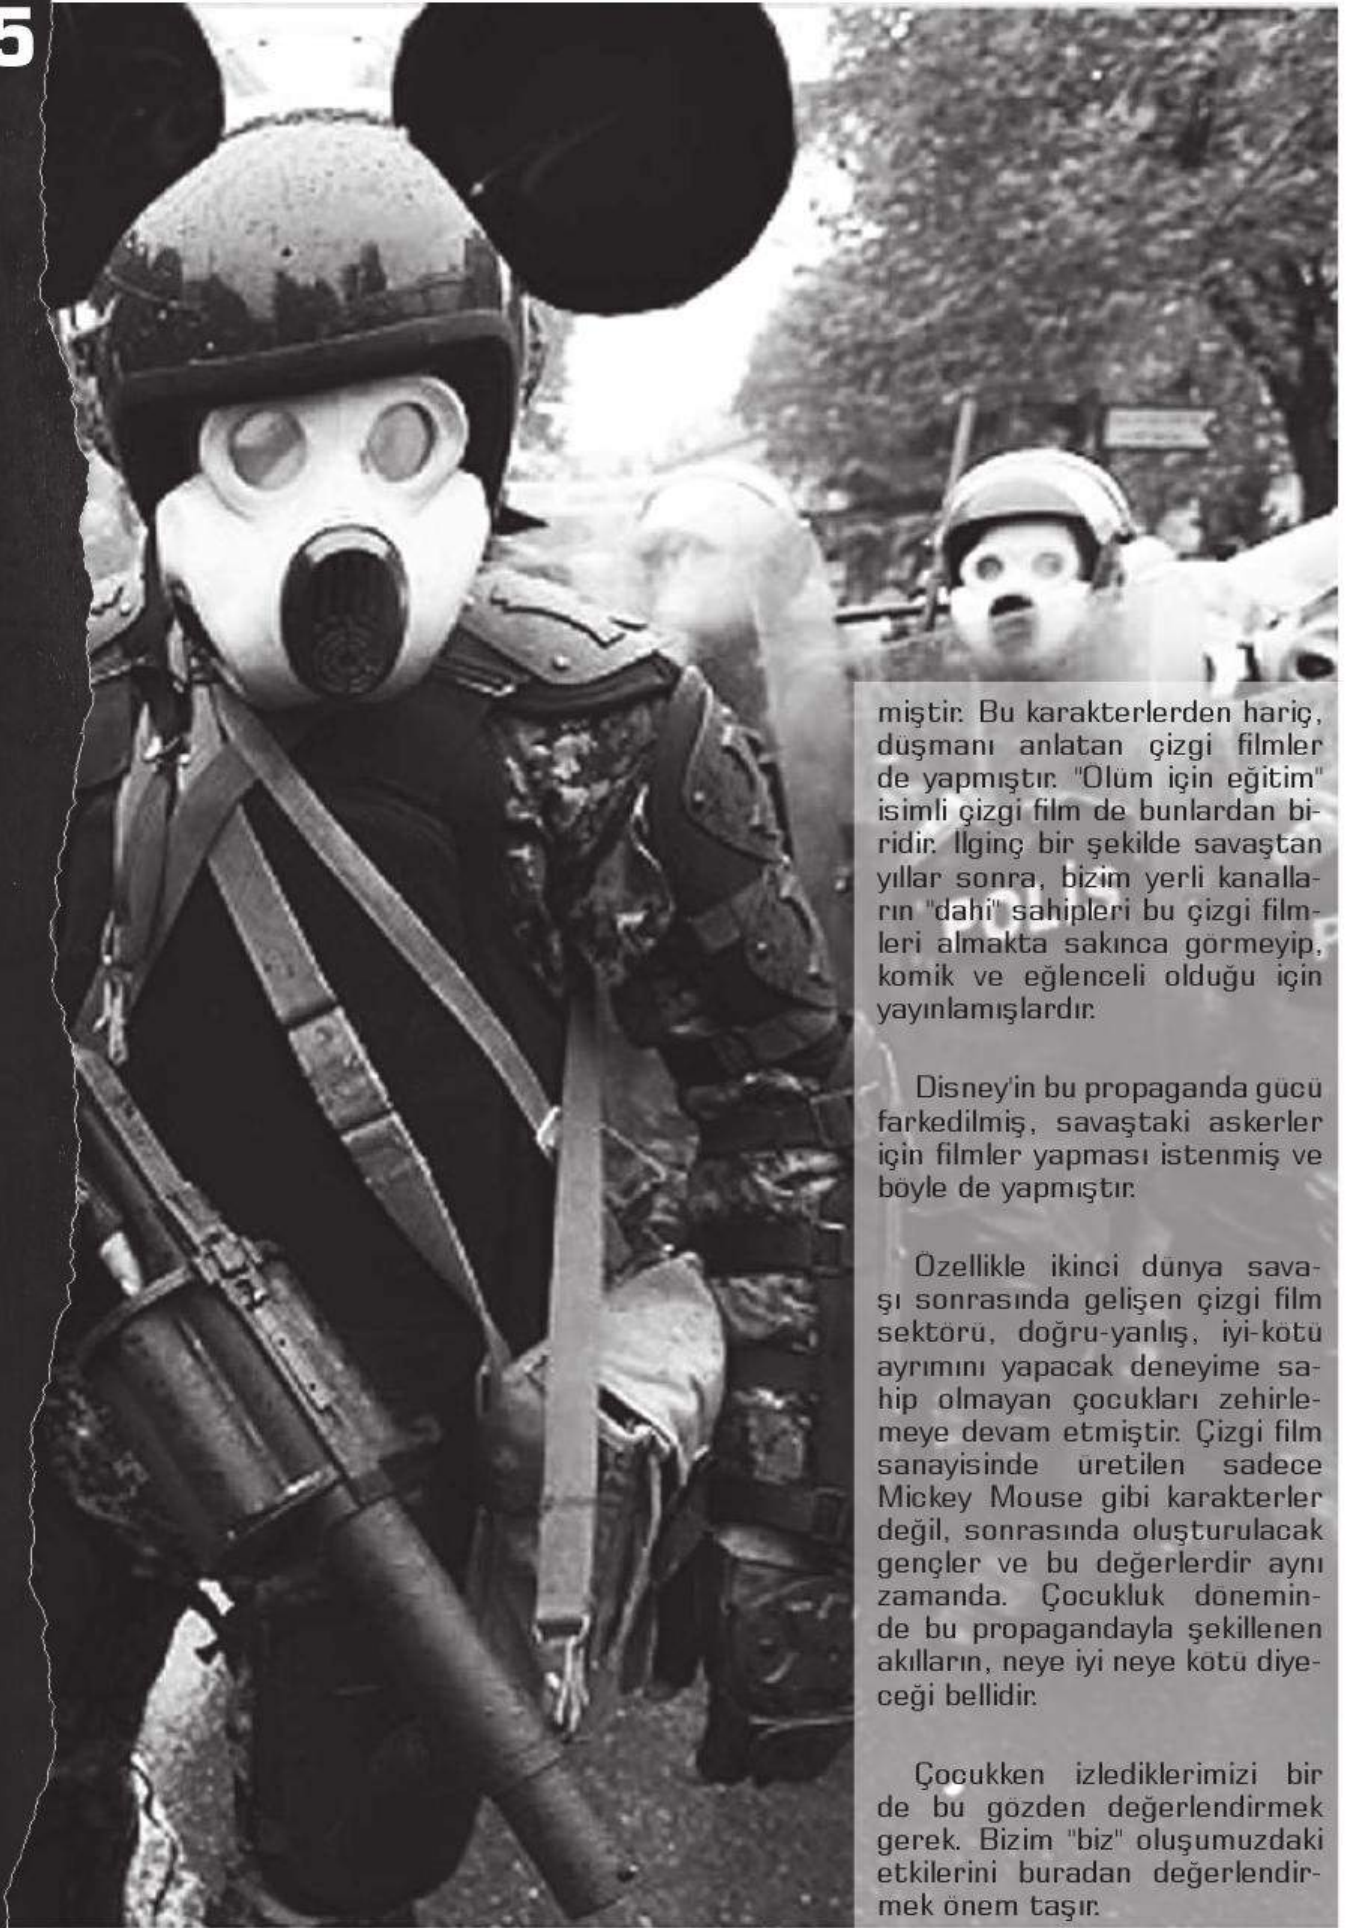 5
miştir. Bu karakterlerden hariç,
düşmanı anlatan çizgi filmler
de yapmıştır. "Ölüm için eğitim"
isimli çizgi film de bunlardan bi-
ridir. İlginç bir şekilde savaştan
yıllar sonra, bizim yerli kanalla-
rın "dahi" sahipleri bu çizgi film-
leri almakta sakınca görmeyip,
komik ve eğlenceli olduğu için
yayınlamışlardır.
Disney'in bu propaganda gücü
farkedilmiş, savaştaki askerler
için filmler yapması istenmiş ve
böyle de yapmıştır.
Özellikle ikinci dünya sava-
şı sonrasında gelişen çizgi film
sektörü, doğru-yanlış, iyi-kötü
ayrımını yapacak deneyime sa-
hip olmayan çocukları zehirle-
meye devam etmiştir. Çizgi film
sanayisinde üretilen sadece
Mickey Mouse gibi karakterler
değil, sonrasında oluşturulacak
gençler ve bu değerlerdir aynı
zamanda. Çocukluk dönemin-
de bu propagandayla şekillenen
akılların, neye iyi neye kötü diye-
ceği bellidir.
Çocukken izlediklerimizi bir
de bu gözden değerlendirmek
gerek. Bizim "biz" oluşumuzdaki
etkilerini buradan değerlendir-
mek önem taşır.
POLİS